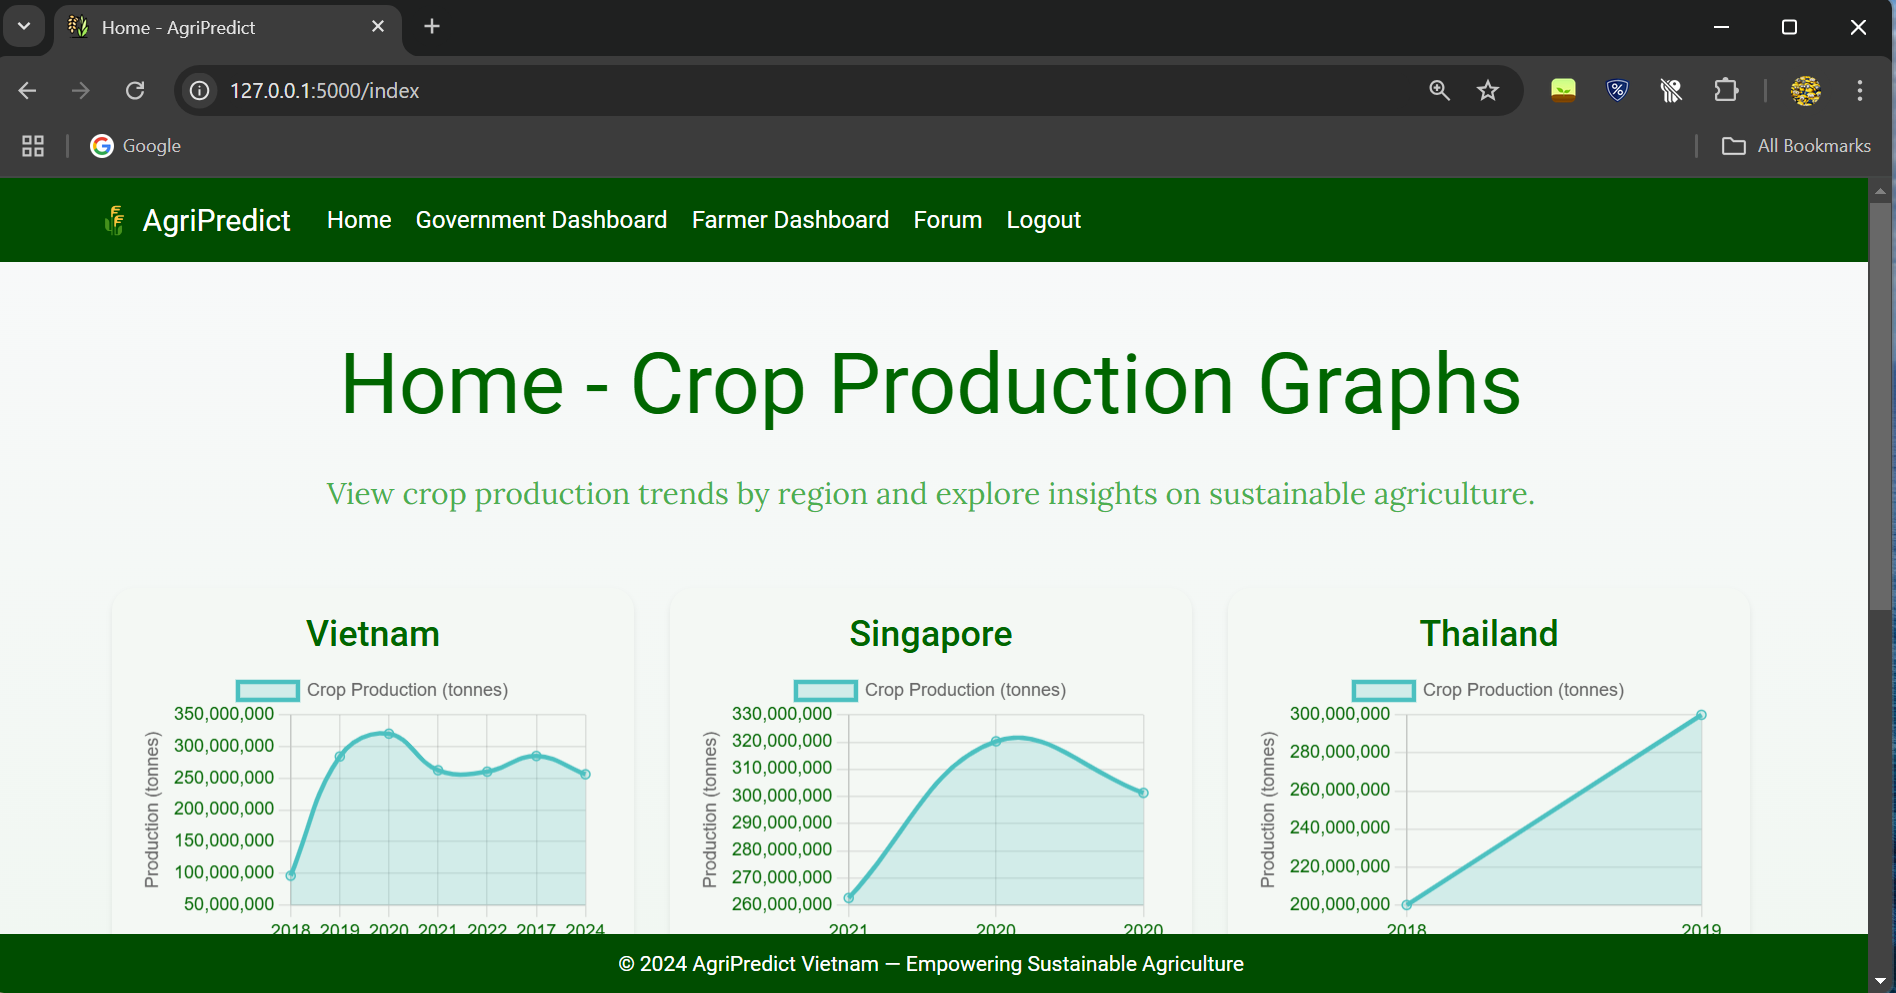 Home - AgriPredict
127.0.0.1:5000/index
Google
All Bookmarks
AgriPredict Home Government Dashboard Farmer Dashboard Forum Logout
Home - Crop Production Graphs
View crop production trends by region and explore insights on sustainable agriculture.
Vietnam
Crop Production (tonnes)
Production (tonnes)
350,000,000
300,000,000
250,000,000
200,000,000
150,000,000
100,000,000
50,000,000
2018 2019 2020 2021 2022 2017 2024
Singapore
Crop Production (tonnes)
Production (tonnes)
330,000,000
320,000,000
310,000,000
300,000,000
290,000,000
280,000,000
270,000,000
260,000,000
2021 2020 2020
Thailand
Crop Production (tonnes)
Production (tonnes)
300,000,000
280,000,000
260,000,000
240,000,000
220,000,000
200,000,000
2018 2019
© 2024 AgriPredict Vietnam — Empowering Sustainable Agriculture